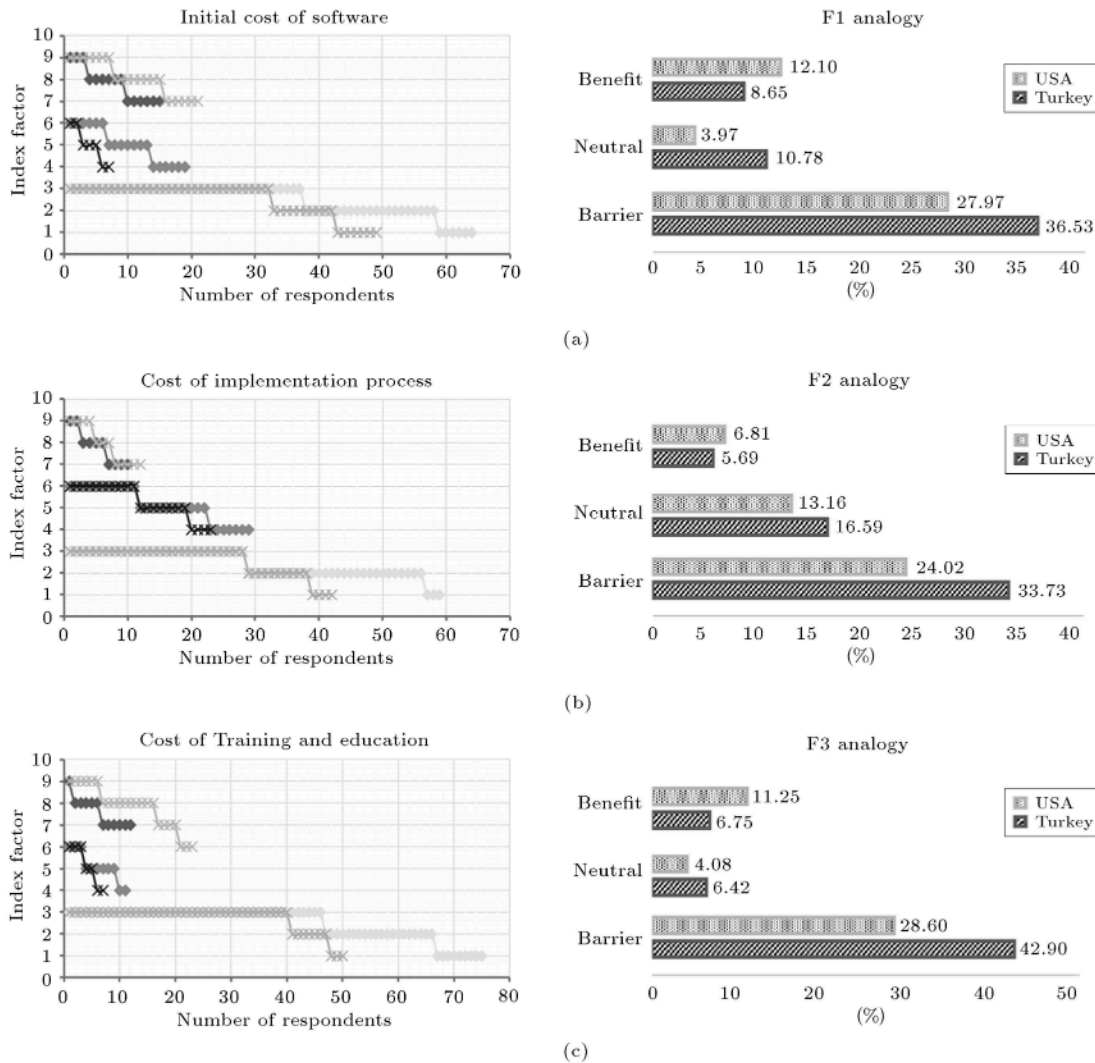 Initial cost of software
10
9
8
7
6
5
4
3
2
1
0
Index factor
0 10 20 30 40 50 60 70
Number of respondents
F1 analogy
Benefit
12.10
8.65
Neutral
3.97
10.78
Barrier
27.97
36.53
USA
Turkey
0 5 10 15 20 25 30 35 40
(%)
(a)
Cost of implementation process
10
9
8
7
6
5
4
3
2
1
0
Index factor
0 10 20 30 40 50 60 70
Number of respondents
F2 analogy
Benefit
6.81
5.69
Ncutral
13.16
16.59
Barrier
24.02
33.73
USA
Turkey
0 5 10 15 20 25 30 35 40
(%)
(b)
Cost of Training and education
10
9
8
7
6
5
4
3
2
1
0
Index factor
0 10 20 30 40 50 60 70 80
Number of respondents
F3 analogy
Benefit
11.25
6.75
Neutral
4.08
6.42
Barrier
28.60
42.90
USA
Turkey
0 10 20 30 40 50
(%)
(c)